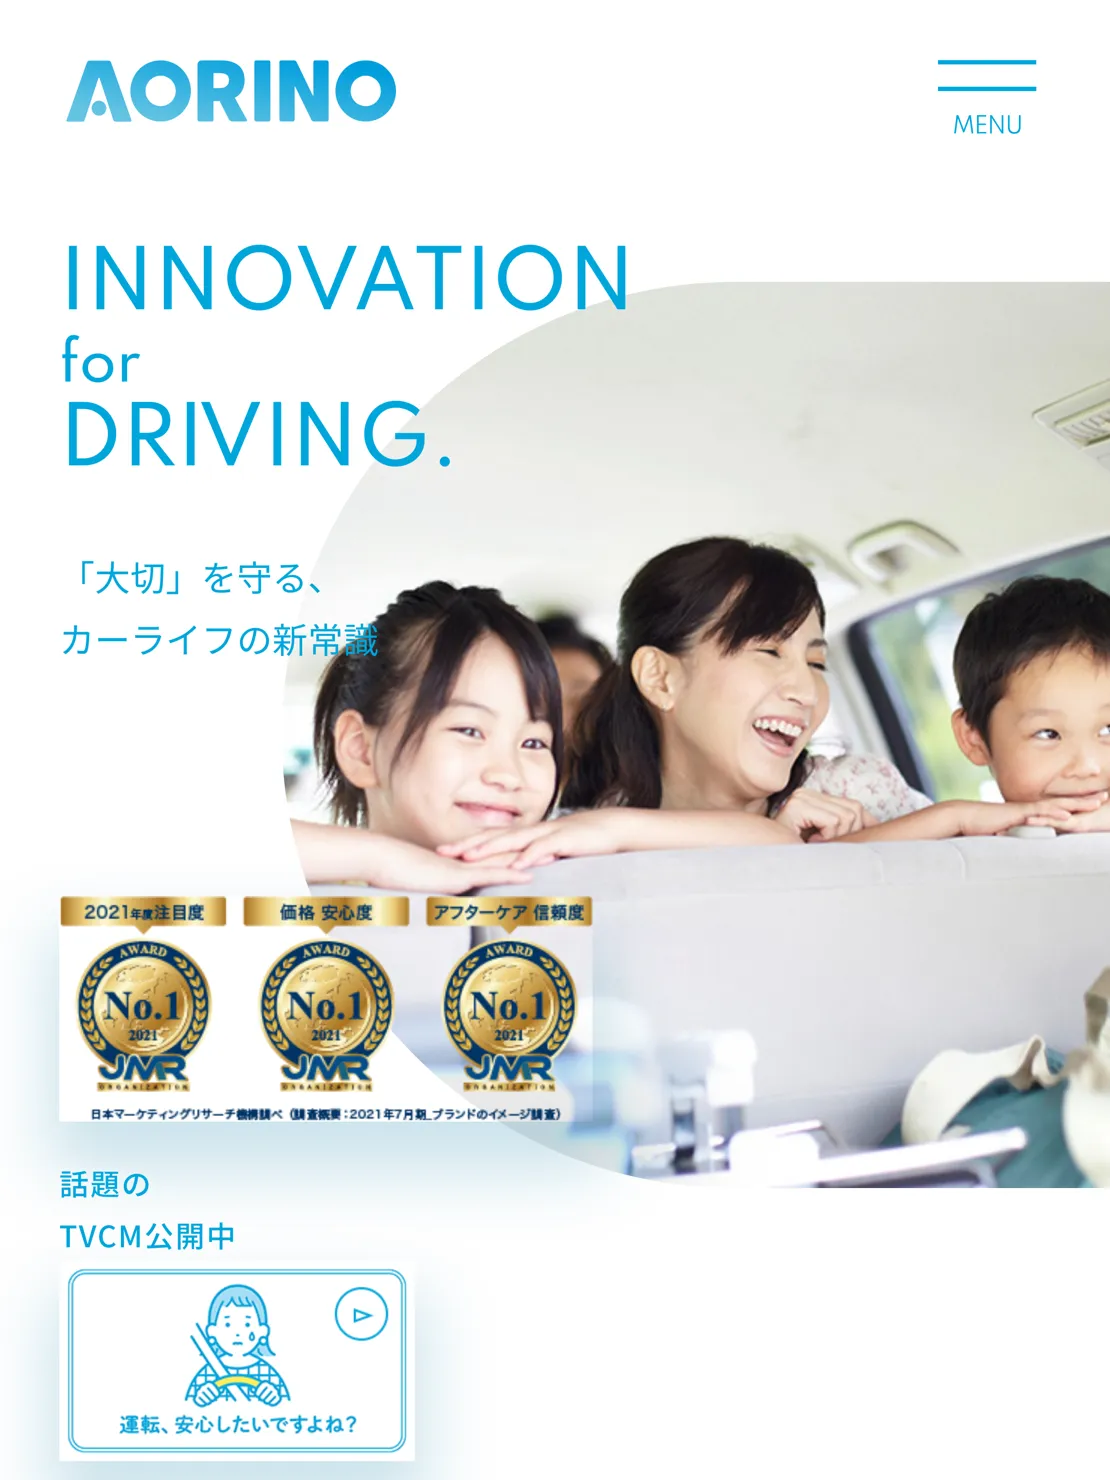 AORINO
MENU
INNOVATION
for
DRIVING.
「大切」を守る、
カーライフの新常識
2021年度注目度
価格 安心度
アフターケア 信頼度
AWARD
No.1
2021
JMR
ORGANIZATION
AWARD
No.1
2021
JMR
ORGANIZATION
AWARD
No.1
2021
JMR
ORGANIZATION
日本マーケティングリサーチ機構調べ（調査概要：2021年7月期_ブランドのイメージ調査）
話題の
TVCM公開中
運転、安心したいですよね？